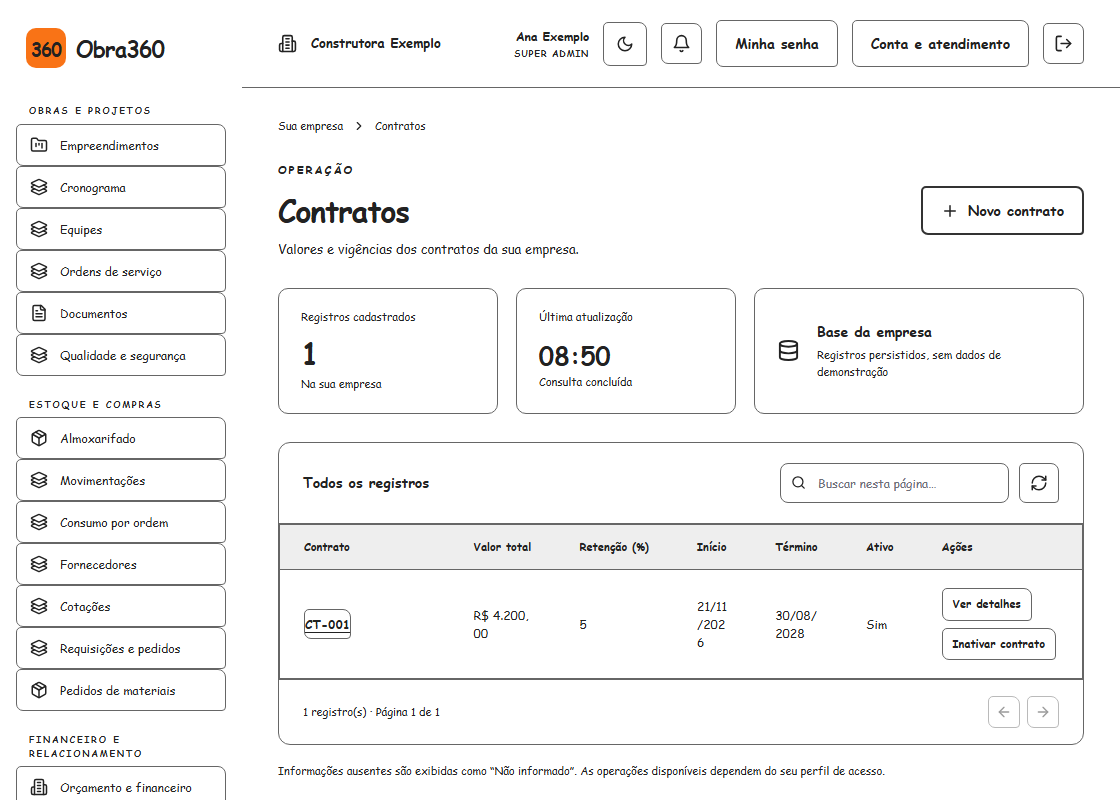 360 Obra360
Construtora Exemplo
Ana Exemplo
SUPER ADMIN
Minha senha
Conta e atendimento
OBRAS E PROJETOS
Empreendimentos
Cronograma
Equipes
Ordens de serviço
Documentos
Qualidade e segurança
ESTOQUE E COMPRAS
Almoxarifado
Movimentações
Consumo por ordem
Fornecedores
Cotações
Requisições e pedidos
Pedidos de materiais
FINANCEIRO E
RELACIONAMENTO
Orçamento e financeiro
Sua empresa > Contratos
OPERAÇÃO
Contratos
Valores e vigências dos contratos da sua empresa.
+ Novo contrato
Registros cadastrados
1
Na sua empresa
Última atualização
08:50
Consulta concluída
Base da empresa
Registros persistidos, sem dados de
demonstração
Todos os registros
Buscar nesta página...
Contrato Valor total Retenção (%) Início Término Ativo Ações
CT-001
R$ 4.200,
00
5
21/11
/202
6
30/08/
2028
Sim
Ver detalhes
Inativar contrato
1 registro(s) · Página 1 de 1
Informações ausentes são exibidas como “Não informado”. As operações disponíveis dependem do seu perfil de acesso.